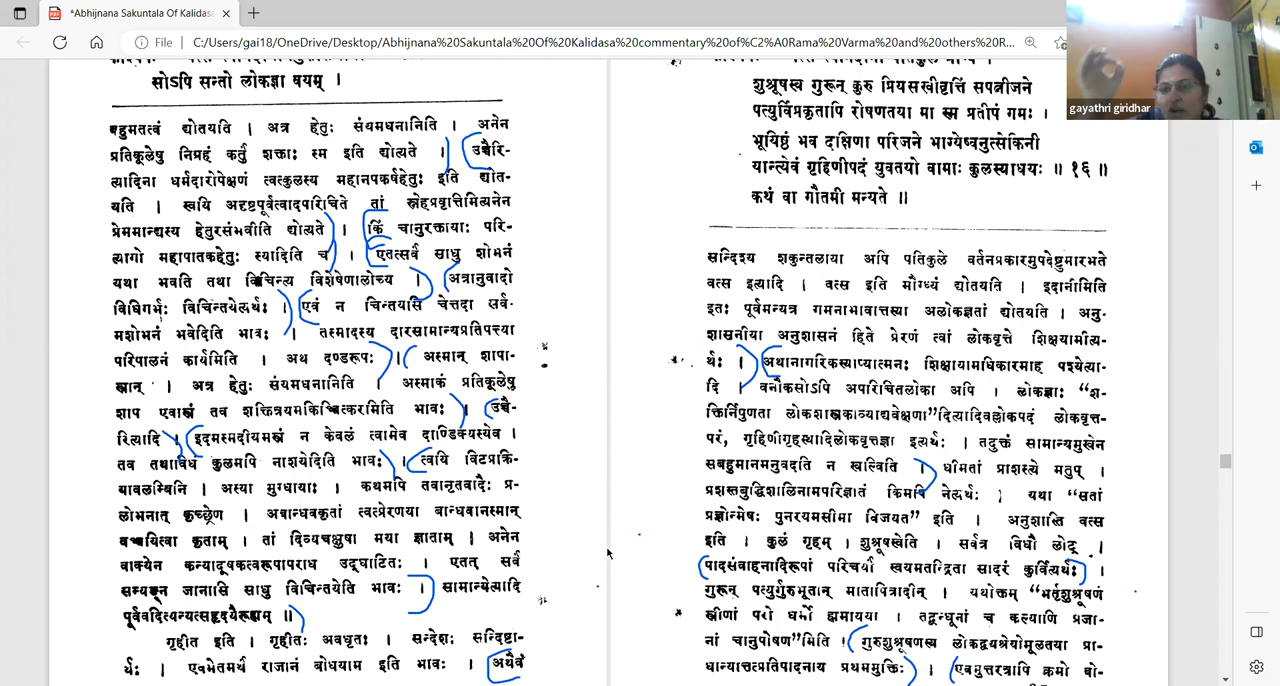 *Abhijnana Sakuntala Of Kalidasa
File
C:/Users/gai18/OneDrive/Desktop/Abhijnana%20Sakuntala%20Of%20Kalidasa%20commentary%20of%C2%A0Rama%20Varma%20and%20others%20R...
gayathri giridhar
सोऽपि सन्तो लोकज्ञा वयम् ।
बहुमतत्वं द्योतयति । अत्र हेतुः संयमधनानिति । अनेन
प्रतिकूलेषु निग्रहं कर्तुं शक्ताः स्म इति द्योत्यते । उच्चैरि-
त्यादिना धर्मदारोपेक्षणं त्वत्कुलस्य महानपकर्षहेतुः इति द्योत-
यति । त्वयि अदृष्टपूर्वत्वादपरिचिते तां स्नेहप्रवृत्तिमित्यनेन
प्रेममान्द्यस्य हेतुरसंभवीति द्योत्यते । किं चानुरक्तायाः परि-
त्यागो महापातकहेतुः स्यादिति च । एतत्सर्वं साधु शोभनं
यथा भवति तथा विचिन्त्य विशेषेणालोच्य । अत्रानुवादो
विधिगर्भः विचिन्तयेत्यर्थः । एवं न चिन्तयसि चेत्तदा सर्व-
मशोभनं भवेदिति भावः । तस्मादस्य दारसामान्यप्रतिपत्त्या
परिपालनं कार्यमिति । अथ दण्डरूपः । अस्मान् शापा-
स्त्रान् । अत्र हेतुः संयमधनानिति । अस्माकं प्रतिकूलेषु
शाप एवास्त्रं तव शक्तित्रयमकिंचित्करमिति भावः । उच्चै-
रित्यादि । इदमस्मदीयमस्त्रं न केवलं त्वामेव दाण्डक्यस्येव ।
तव तथाविधं कुलमपि नाशयेदिति भावः । त्वयि विटप्रक्रि-
यावलम्बिनि । अस्या मुग्धायाः । कथमपि तवानृतवादैः प्र-
लोभनात् कृच्छ्रेण । अबान्धवकृतां त्वत्प्रेरणया बान्धवानस्मान्
वञ्चयित्वा कृताम् । तां दिव्यचक्षुषा मया ज्ञाताम् । अनेन
वाक्येन कन्यादूषकत्वरूपापराध उद्घाटितः । एतत् सर्वं
सम्यङ्न जानासि साधु विचिन्तयेति भावः । सामान्येत्यादि
पूर्ववदित्यन्यत्सहृदयैरूह्यम् ॥
गृहीत इति । गृहीतः अवधृतः । सन्देशः सन्दिष्टा-
र्थः । एवमेतमर्थं राजानं बोधयाम इति भावः । अथैवं
शुश्रूषस्व गुरून् कुरु प्रियसखीवृत्तिं सपत्नीजने
पत्युर्विप्रकृतापि रोषणतया मा स्म प्रतीपं गमः ।
भूयिष्ठं भव दक्षिणा परिजने भाग्येष्वनुत्सेकिनी
यान्त्येवं गृहिणीपदं युवतयो वामाः कुलस्याधयः ॥ १६ ॥
कथं वा गौतमी मन्यते ॥
सन्दिश्य शकुन्तलाया अपि पतिकुले वर्तनप्रकारमुपदेष्टुमारभते
वत्स इत्यादि । वत्स इति मौग्ध्यं द्योतयति । इदानीमिति
इतः पूर्वमन्यत्र गमनाभावात्तस्या अलोकज्ञतां द्योतयति । अनु-
शासनीया अनुशासनं हिते प्रेरणं त्वां लोकवृत्ते शिक्षयामीत्य-
र्थः । अथानागरिकस्याप्यात्मनः शिक्षायामधिकारमाह पश्येत्या-
दि । वनौकसोऽपि अपरिचितलोका अपि । लोकज्ञाः “श-
क्तिर्निपुणता लोकशास्त्रकाव्याद्यवेक्षणा”दित्यादिवल्लोकपदं लोकवृत्त-
परं, गृहिणीगृहस्थादिलोकवृत्तज्ञा इत्यर्थः । तदुक्तं सामान्यमुखेन
सबहुमानमनुवदति न खल्विति । धीमतां प्राशस्त्ये मतुप् ।
प्रशस्तबुद्धिशालिनामपरिज्ञातं किमपि नेत्यर्थः । यथा “सतां
प्रज्ञोन्मेषः पुनरयमसीमा विजयत” इति । अनुशास्ति वत्स
इति । कुलं गृहम् । शुश्रूषस्वेति । सर्वत्र विधौ लोट् ।
पादसंवाहनादिरूपां परिचर्यां स्वयमतन्द्रिता सादरं कुर्वित्यर्थः ।
गुरून् पत्युर्गुरुभूतान् मातापित्रादीन् । यथोक्तम् “भर्तृशुश्रूषणं
स्त्रीणां परो धर्मो ह्यमायया । तद्बन्धूनां च कल्याणि प्रजा-
नां चानुपोषण”मिति । गुरुशुश्रूषणस्य लोकद्वयश्रेयोमूलतया प्रा-
धान्यात्तत्प्रतिपादनाय प्रथममुक्तिः । एवमुत्तरत्रापि क्रमो बो-